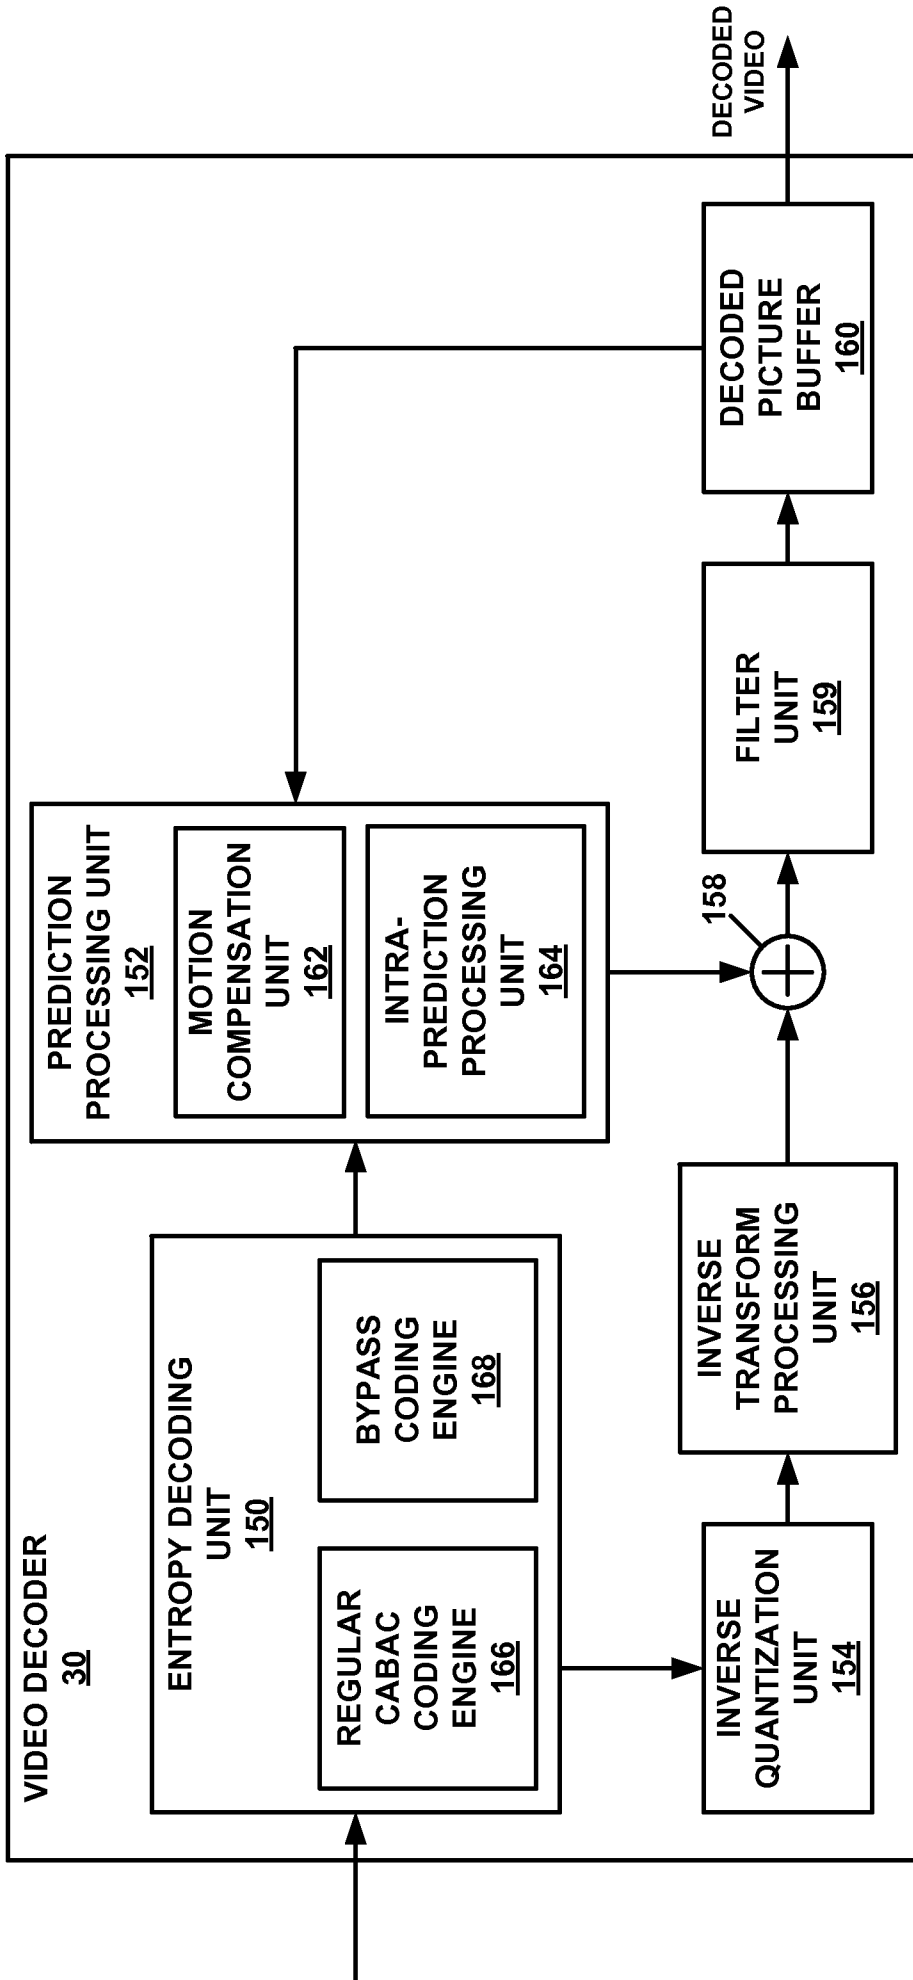 VIDEO DECODER
30
ENTROPY DECODING
UNIT
150
REGULAR
CABAC
CODING
ENGINE
166
BYPASS
CODING
ENGINE
168
PREDICTION
PROCESSING UNIT
152
MOTION
COMPENSATION
UNIT
162
INTRA-
PREDICTION
PROCESSING
UNIT
164
INVERSE
QUANTIZATION
UNIT
154
INVERSE
TRANSFORM
PROCESSING
UNIT
156
158
FILTER
UNIT
159
DECODED
PICTURE
BUFFER
160
DECODED
VIDEO